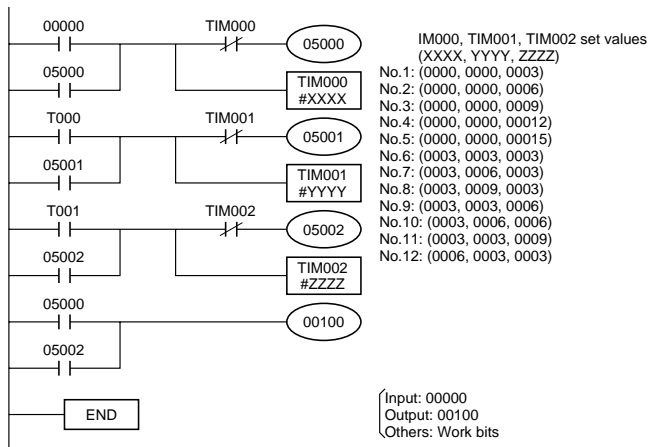 00000 TIM000
05000
05000
TIM000
#XXXX
T000 TIM001
05001
05001
TIM001
#YYYY
T001 TIM002
05002
05002
TIM002
#ZZZZ
05000
00100
05002
END
IM000, TIM001, TIM002 set values
(XXXX, YYYY, ZZZZ)
No.1: (0000, 0000, 0003)
No.2: (0000, 0000, 0006)
No.3: (0000, 0000, 0009)
No.4: (0000, 0000, 00012)
No.5: (0000, 0000, 00015)
No.6: (0003, 0003, 0003)
No.7: (0003, 0006, 0003)
No.8: (0003, 0009, 0003)
No.9: (0003, 0003, 0006)
No.10: (0003, 0006, 0006)
No.11: (0003, 0003, 0009)
No.12: (0006, 0003, 0003)
Input: 00000
Output: 00100
Others: Work bits